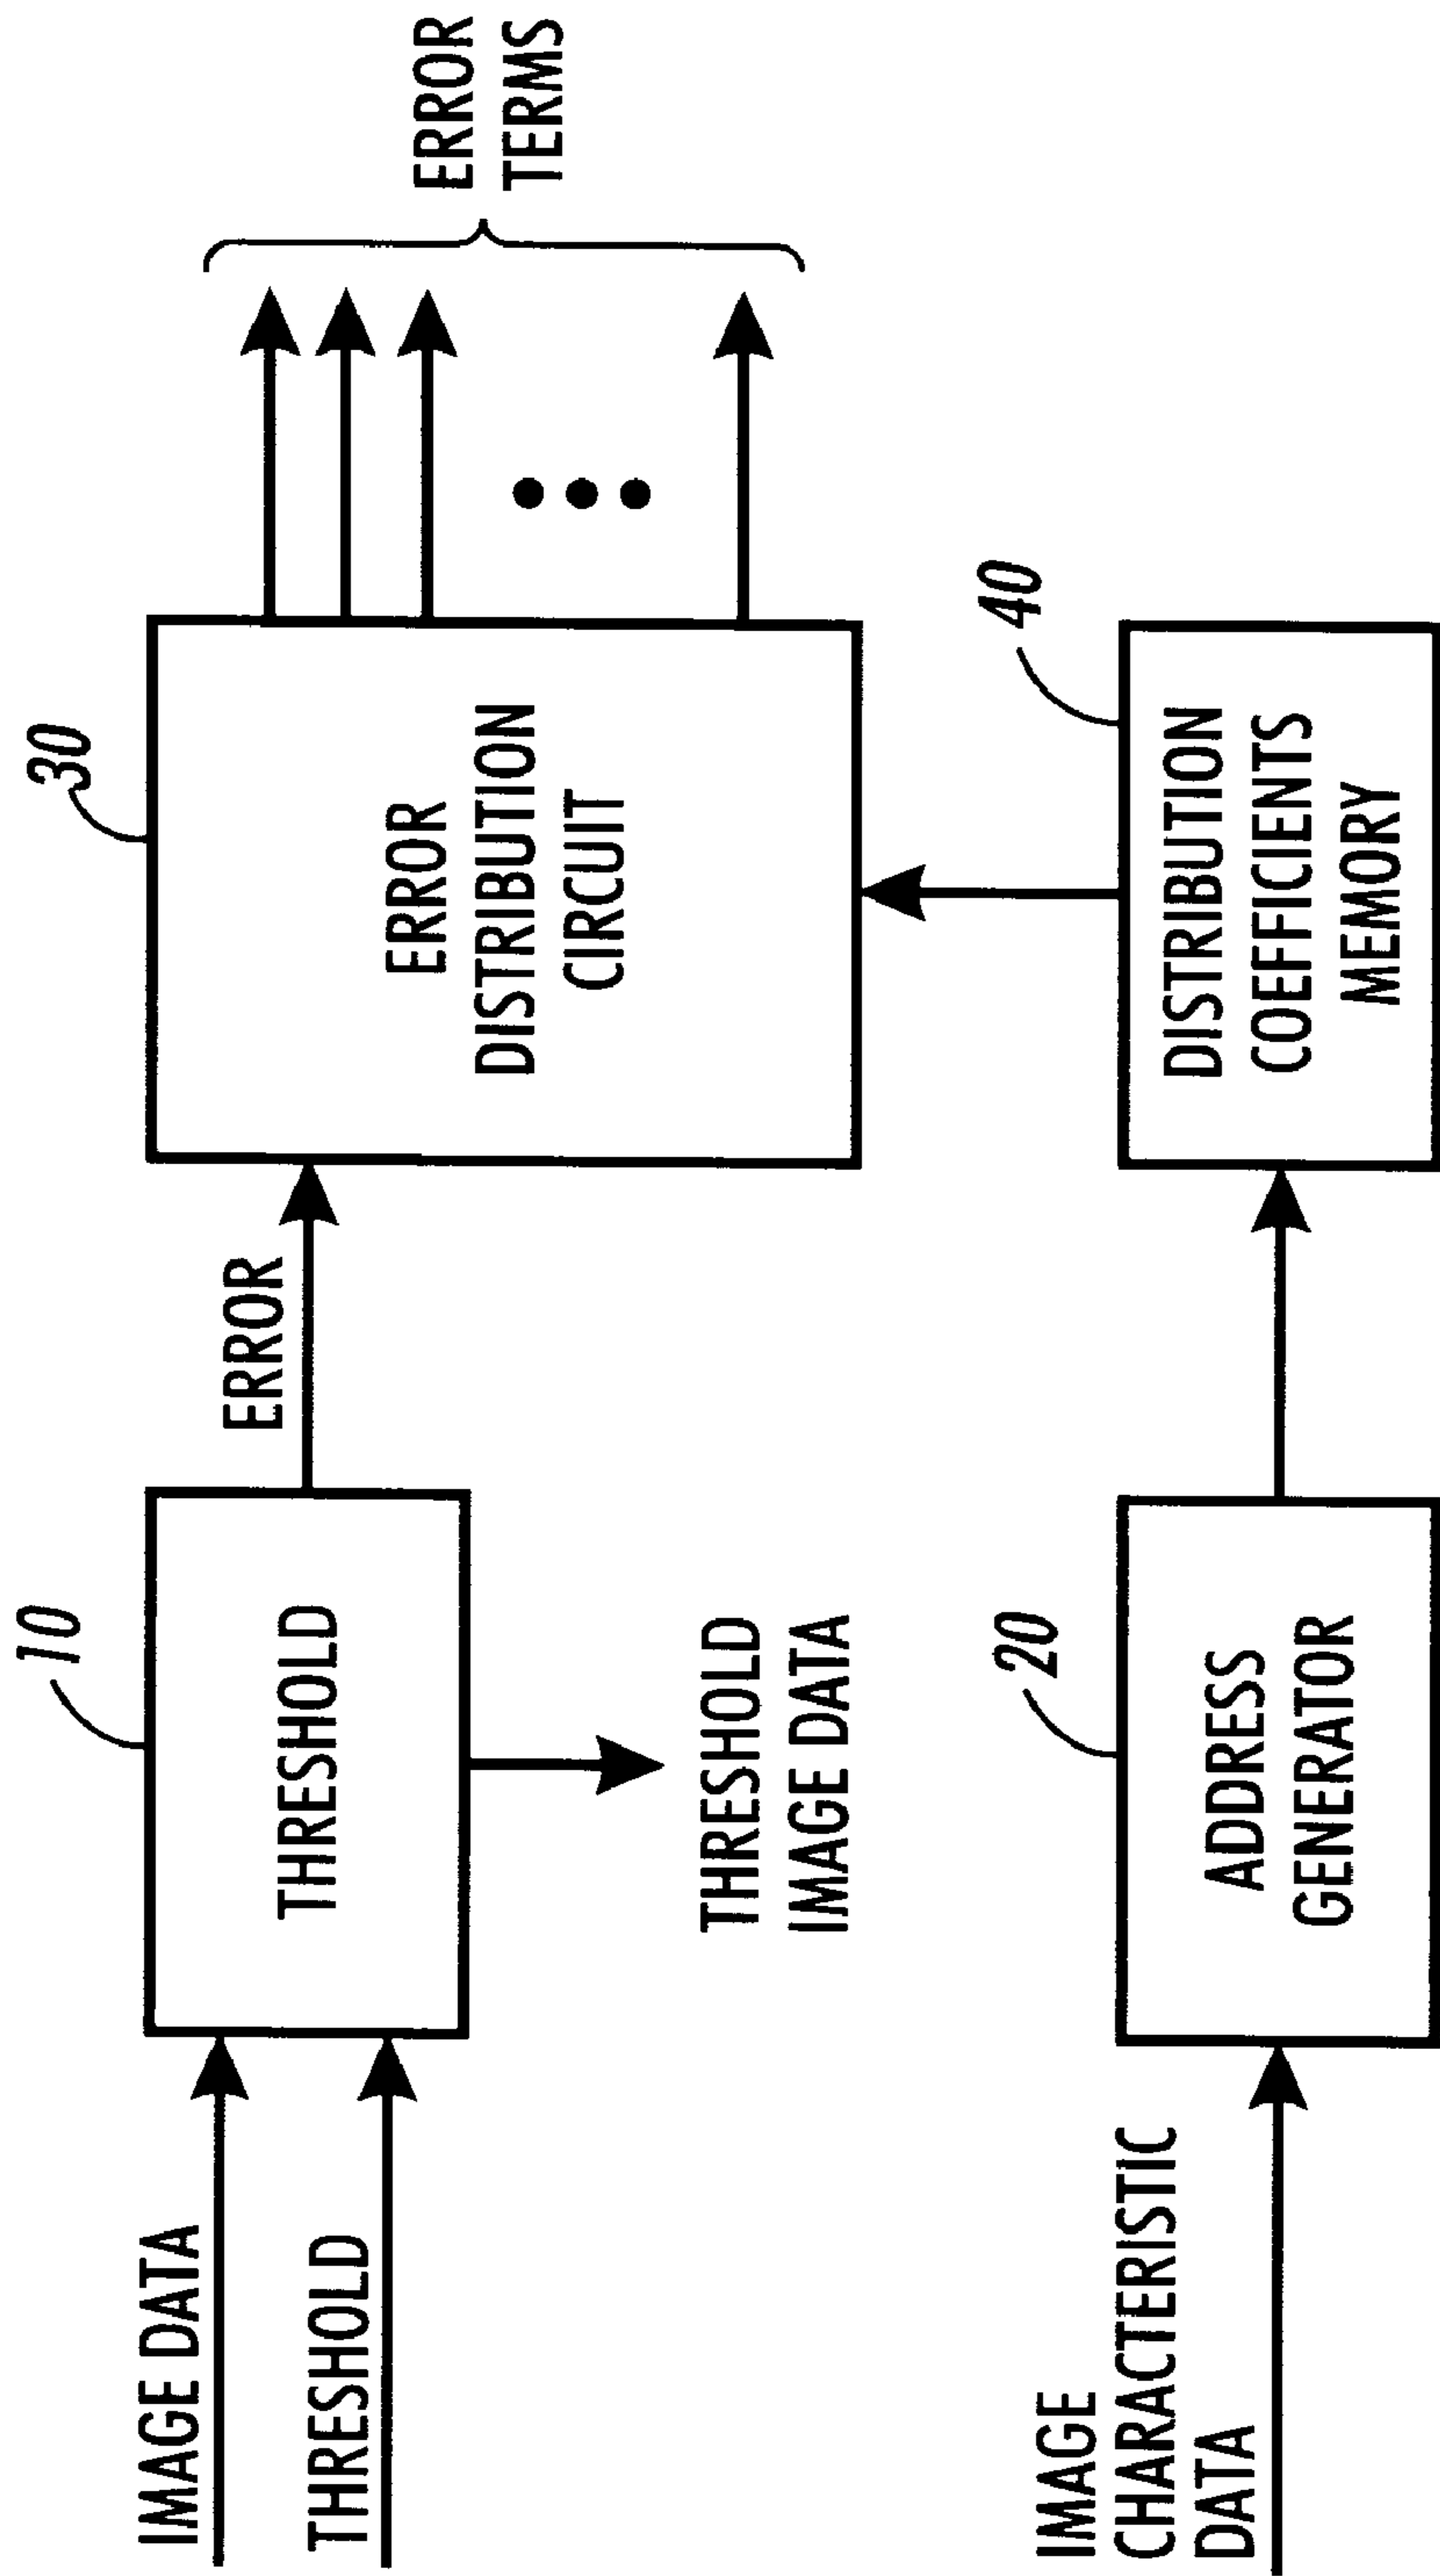 IMAGE DATA
THRESHOLD
10
THRESHOLD
THRESHOLD
IMAGE DATA
ERROR
30
ERROR
DISTRIBUTION
CIRCUIT
ERROR
TERMS
IMAGE
CHARACTERISTIC
DATA
20
ADDRESS
GENERATOR
40
DISTRIBUTION
COEFFICIENTS
MEMORY